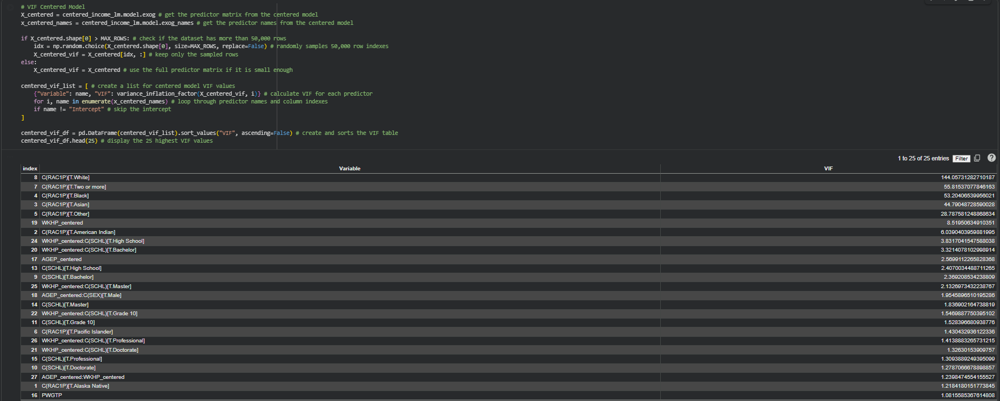 # VIF Centered Model
X_centered = centered_income_lm.model.exog # get the predictor matrix from the centered model
x_centered_names = centered_income_lm.model.exog_names # get the predictor names from the centered model
if X_centered.shape[0] > MAX_ROWS: # check if the dataset has more than 50,000 rows
idx = np.random.choice(X_centered.shape[0], size=MAX_ROWS, replace=False) # randomly samples 50,000 row indexes
X_centered_vif = X_centered[idx, :] # keep only the sampled rows
else:
X_centered_vif = X_centered # use the full predictor matrix if it is small enough
centered_vif_list = [ # create a list for centered model VIF values
{"Variable": name, "VIF": variance_inflation_factor(X_centered_vif, i)} # calculate VIF for each predictor
for i, name in enumerate(x_centered_names) # loop through predictor names and column indexes
if name != "Intercept" # skip the intercept
]
centered_vif_df = pd.DataFrame(centered_vif_list).sort_values("VIF", ascending=False) # create and sorts the VIF table
centered_vif_df.head(25) # display the 25 highest VIF values
1 to 25 of 25 entries Filter ?
index Variable VIF
8 C(RAC1P)[T.White] 144.05731282710187
7 C(RAC1P)[T.Two or more] 55.81537077846163
4 C(RAC1P)[T.Black] 53.20406539956021
3 C(RAC1P)[T.Asian] 44.79048728590028
5 C(RAC1P)[T.Other] 28.787581248868634
19 WKHP_centered 8.51950634910351
2 C(RAC1P)[T.American Indian] 6.0390403959881995
24 WKHP_centered:C(SCHL)[T.High School] 3.8317041547588038
20 WKHP_centered:C(SCHL)[T.Bachelor] 3.3214078102998914
17 AGEP_centered 2.5699112265828368
13 C(SCHL)[T.High School] 2.4070034488711265
9 C(SCHL)[T.Bachelor] 2.369208534238809
25 WKHP_centered:C(SCHL)[T.Master] 2.1326973432238767
18 AGEP_centered:C(SEX)[T.Male] 1.9545896510195286
14 C(SCHL)[T.Master] 1.836902164738819
22 WKHP_centered:C(SCHL)[T.Grade 10] 1.5469887750395102
11 C(SCHL)[T.Grade 10] 1.528396680938776
6 C(RAC1P)[T.Pacific Islander] 1.430432936122336
26 WKHP_centered:C(SCHL)[T.Professional] 1.4138883265731215
21 WKHP_centered:C(SCHL)[T.Doctorate] 1.32630153909757
15 C(SCHL)[T.Professional] 1.3093889249395099
10 C(SCHL)[T.Doctorate] 1.2787066678898857
27 AGEP_centered:WKHP_centered 1.2398474554155527
1 C(RAC1P)[T.Alaska Native] 1.2184180151773845
16 PWGTP 1.0815585367614808